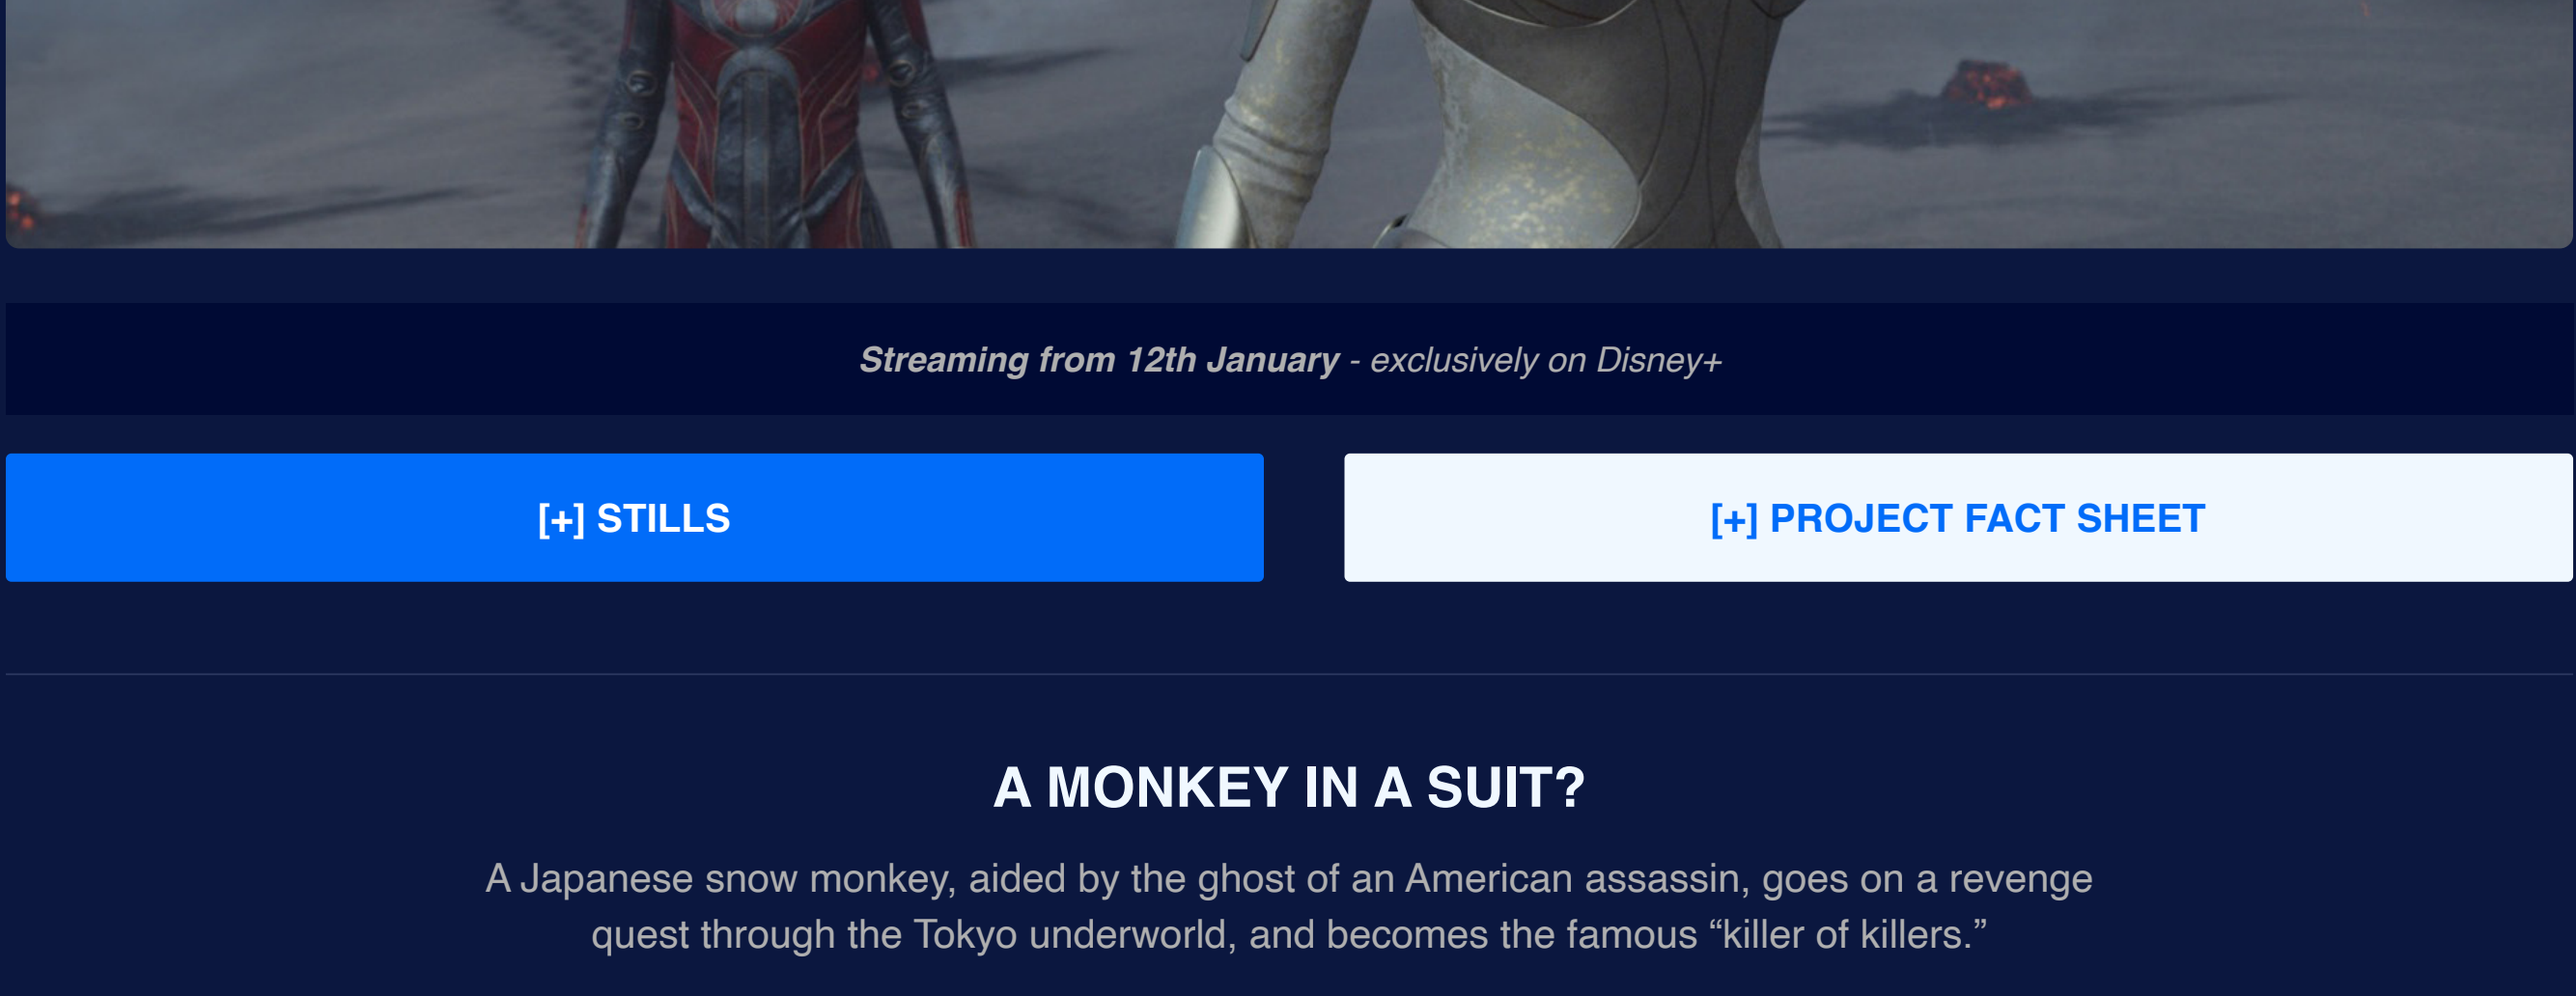 Streaming from 12th January - exclusively on Disney+
[+] STILLS
[+] PROJECT FACT SHEET
A MONKEY IN A SUIT?
A Japanese snow monkey, aided by the ghost of an American assassin, goes on a revenge
quest through the Tokyo underworld, and becomes the famous “killer of killers.”